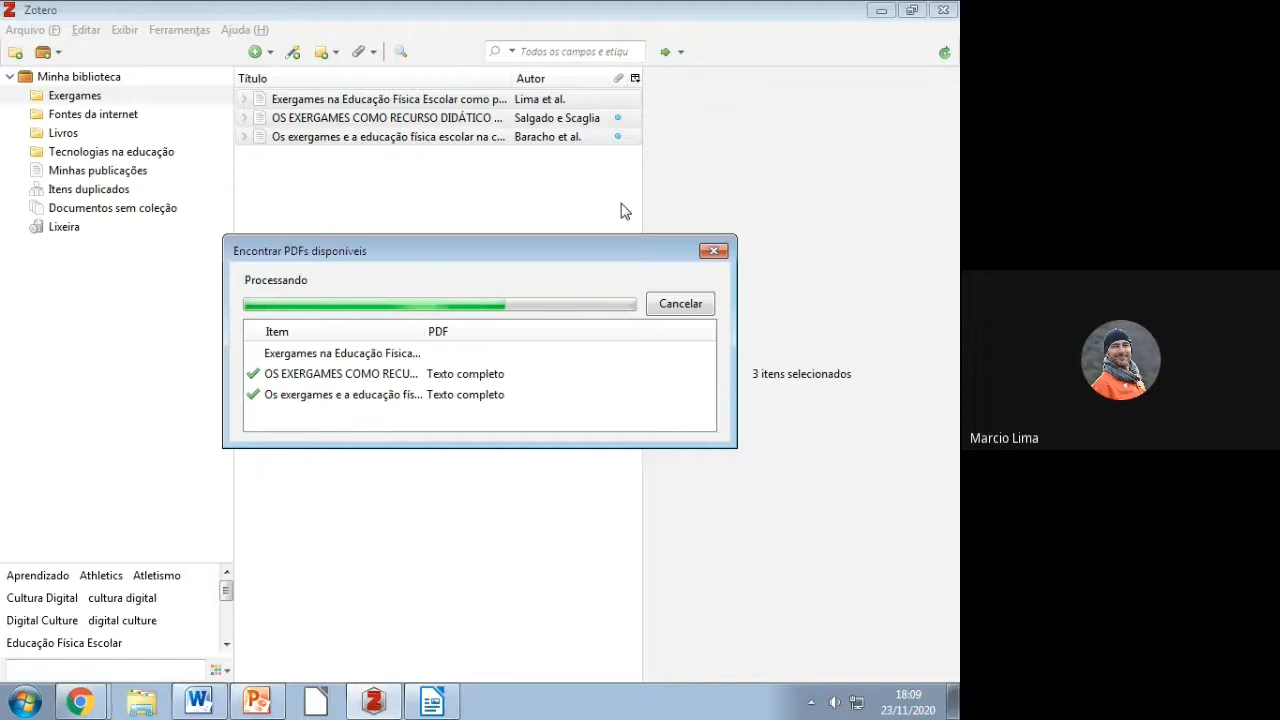 Zotero
Arquivo (F) Editar Exibir Ferramentas Ajuda (H)
Todos os campos e etiqu
Minha biblioteca
Exergames
Fontes da internet
Livros
Tecnologias na educação
Minhas publicações
Itens duplicados
Documentos sem coleção
Lixeira
Título Autor
Exergames na Educação Física Escolar como p... Lima et al.
OS EXERGAMES COMO RECURSO DIDÁTICO ... Salgado e Scaglia
Os exergames e a educação física escolar na c... Baracho et al.
Encontrar PDFs disponíveis
Processando
Cancelar
Item PDF
Exergames na Educação Física...
OS EXERGAMES COMO RECU... Texto completo
Os exergames e a educação fís... Texto completo
3 itens selecionados
Marcio Lima
Aprendizado Athletics Atletismo
Cultura Digital cultura digital
Digital Culture digital culture
Educação Física Escolar
18:09
23/11/2020